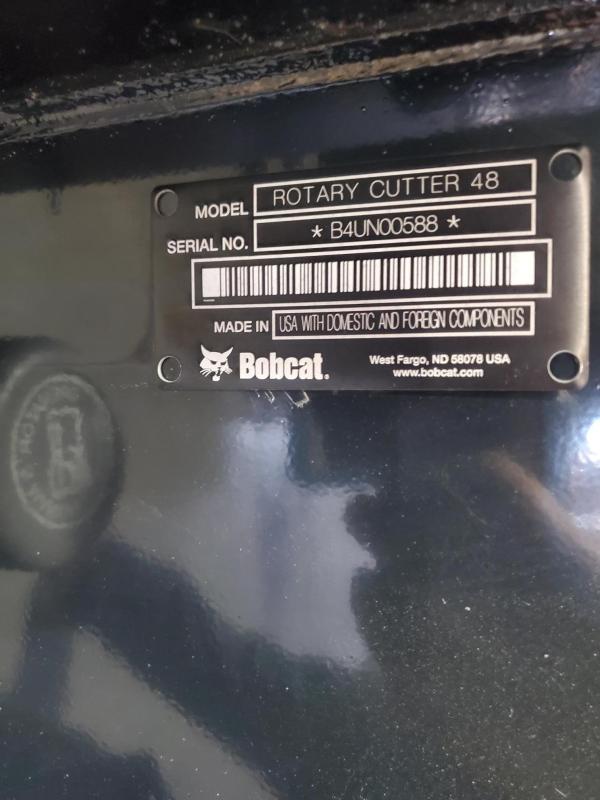 MODEL ROTARY CUTTER 48
SERIAL NO. * B4UN00588 *
MADE IN USA WITH DOMESTIC AND FOREIGN COMPONENTS
Bobcat.
West Fargo, ND 58078 USA
www.bobcat.com